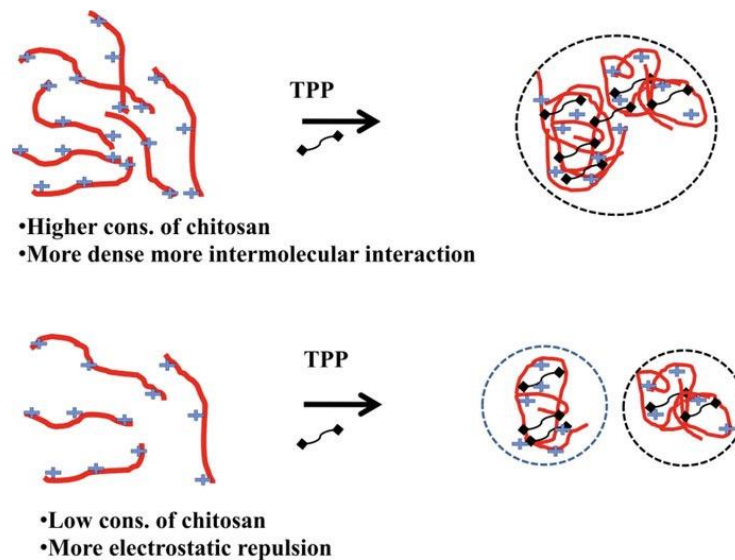 TPP
•Higher cons. of chitosan
•More dense more intermolecular interaction
TPP
•Low cons. of chitosan
•More electrostatic repulsion